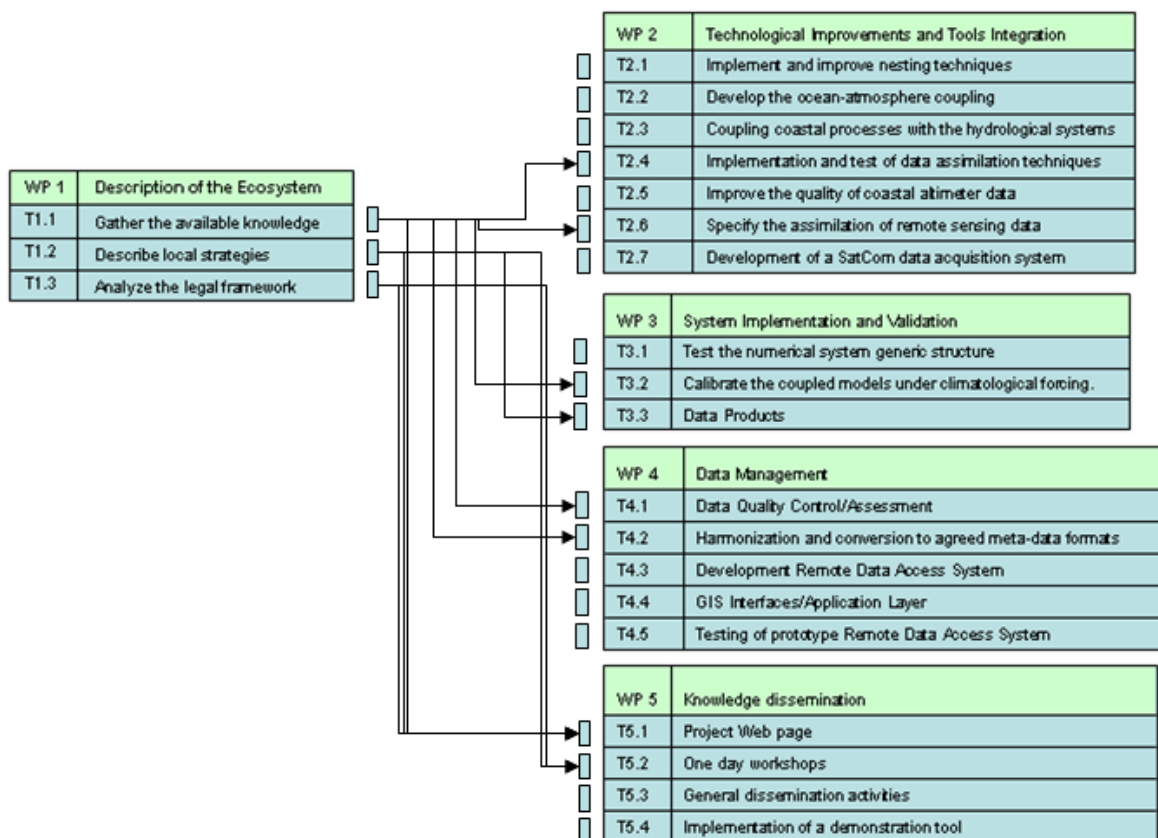 WP 1 Description of the Ecosystem
T1.1 Gather the available knowledge
T1.2 Describe local strategies
T1.3 Analyze the legal framework
WP 2 Technological Improvements and Tools Integration
T2.1 Implement and improve nesting techniques
T2.2 Develop the ocean-atmosphere coupling
T2.3 Coupling coastal processes with the hydrological systems
T2.4 Implementation and test of data assimilation techniques
T2.5 Improve the quality of coastal altimeter data
T2.6 Specify the assimilation of remote sensing data
T2.7 Development of a SatCom data acquisition system
WP 3 System Implementation and Validation
T3.1 Test the numerical system generic structure
T3.2 Calibrate the coupled models under climatological forcing.
T3.3 Data Products
WP 4 Data Management
T4.1 Data Quality Control/Assessment
T4.2 Harmonization and conversion to agreed meta-data formats
T4.3 Development Remote Data Access System
T4.4 GIS Interfaces/Application Layer
T4.5 Testing of prototype Remote Data Access System
WP 5 Knowledge dissemination
T5.1 Project Web page
T5.2 One day workshops
T5.3 General dissemination activities
T5.4 Implementation of a demonstration tool